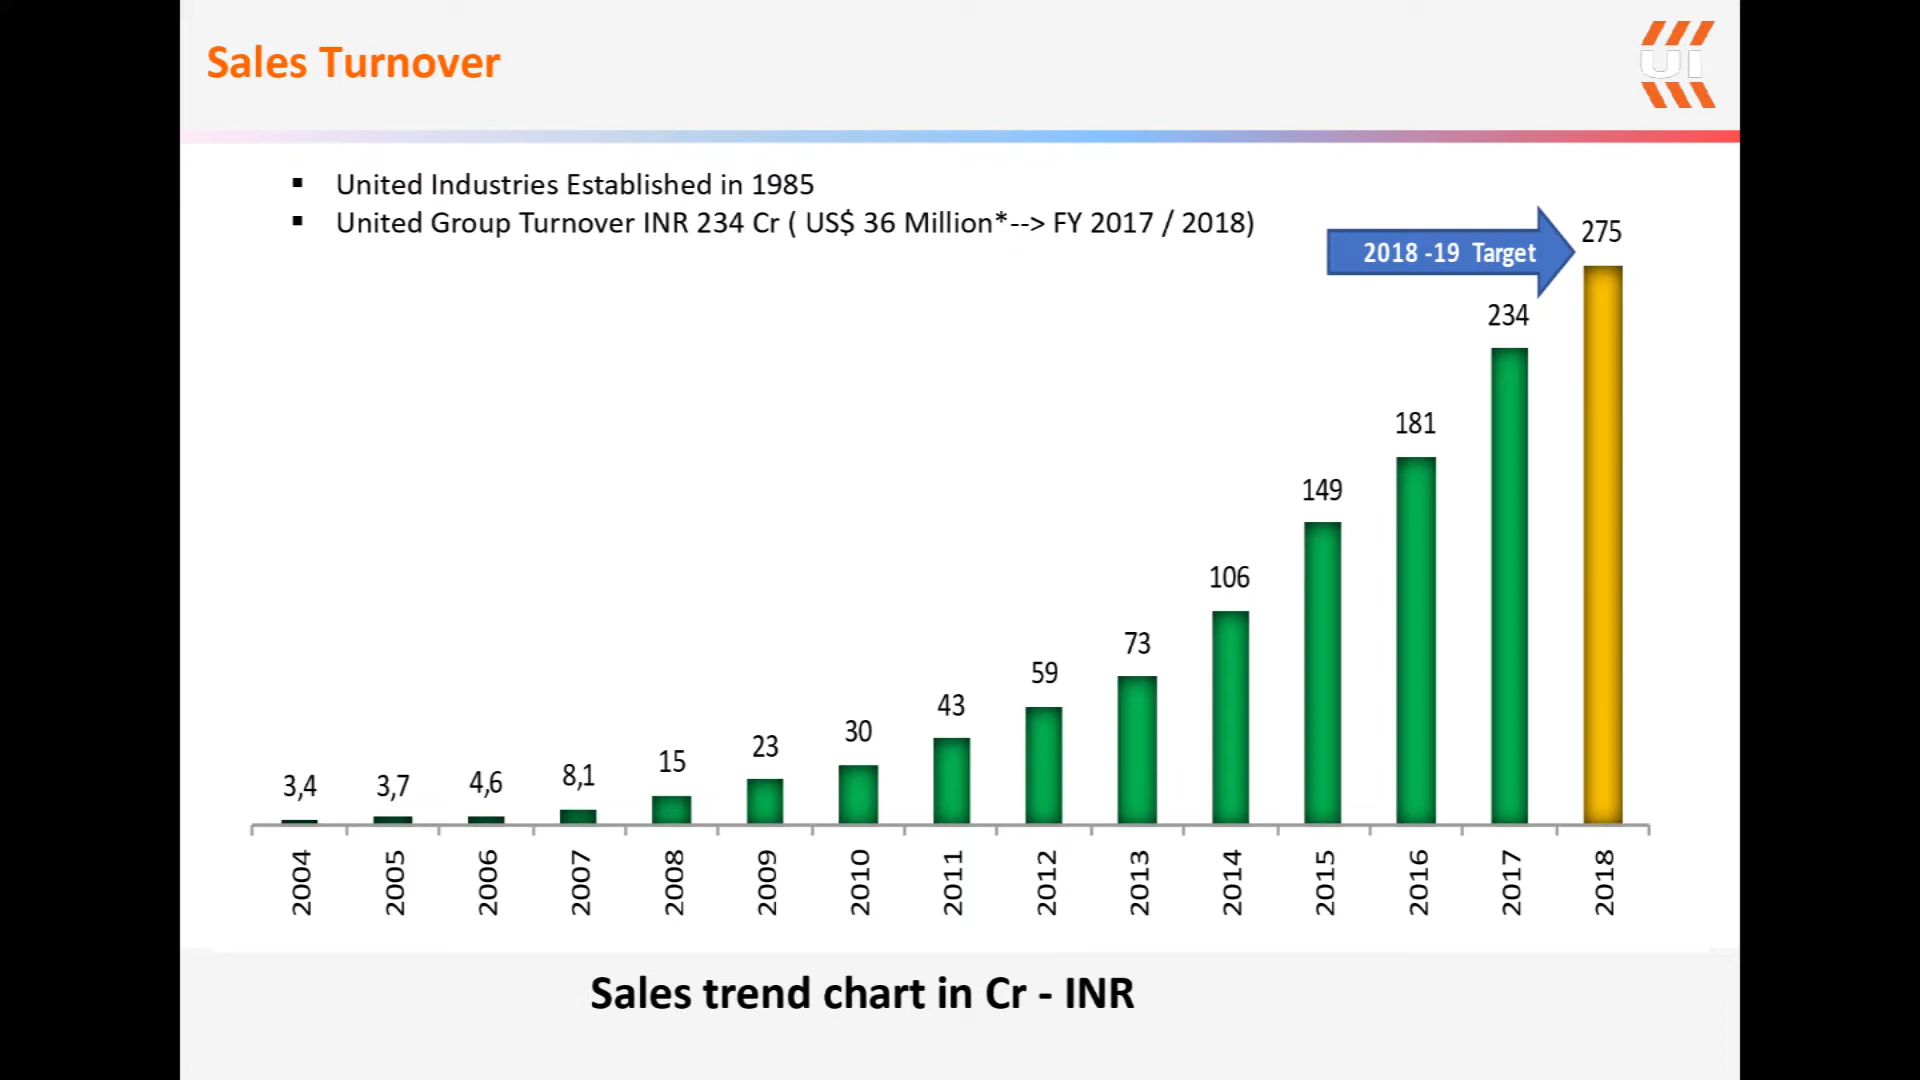 Sales Turnover
UI
▪ United Industries Established in 1985
▪ United Group Turnover INR 234 Cr ( US$ 36 Million*--> FY 2017 / 2018)
2018 -19 Target
275
234
181
149
106
73
59
43
30
23
15
8,1
4,6
3,7
3,4
2004 2005 2006 2007 2008 2009 2010 2011 2012 2013 2014 2015 2016 2017 2018
Sales trend chart in Cr - INR